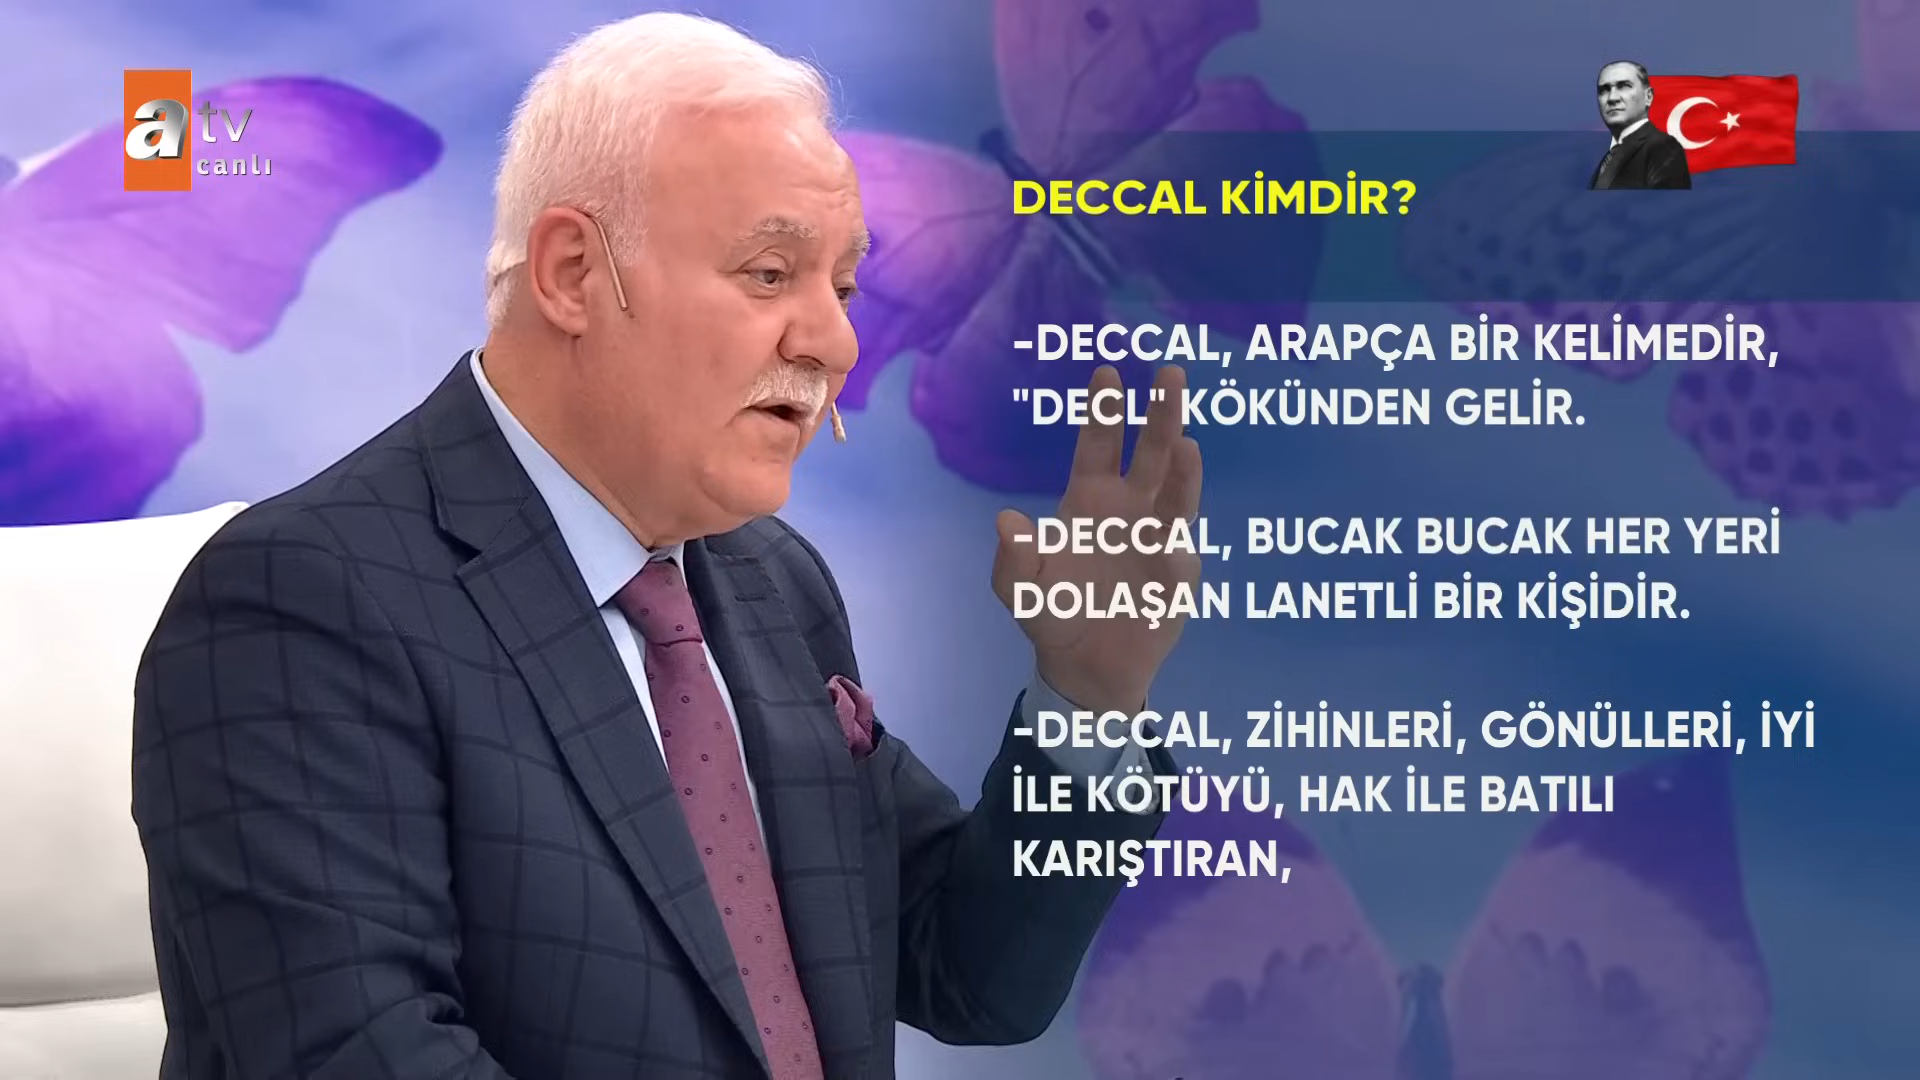 atv
canlı
DECCAL KİMDİR?
-DECCAL, ARAPÇA BİR KELİMEDİR,
"DECL" KÖKÜNDEN GELİR.
-DECCAL, BUCAK BUCAK HER YERİ
DOLAŞAN LANETLİ BİR KİŞİDİR.
-DECCAL, ZİHİNLERİ, GÖNÜLLERİ, İYİ
İLE KÖTÜYÜ, HAK İLE BATILI
KARIŞTIRAN,